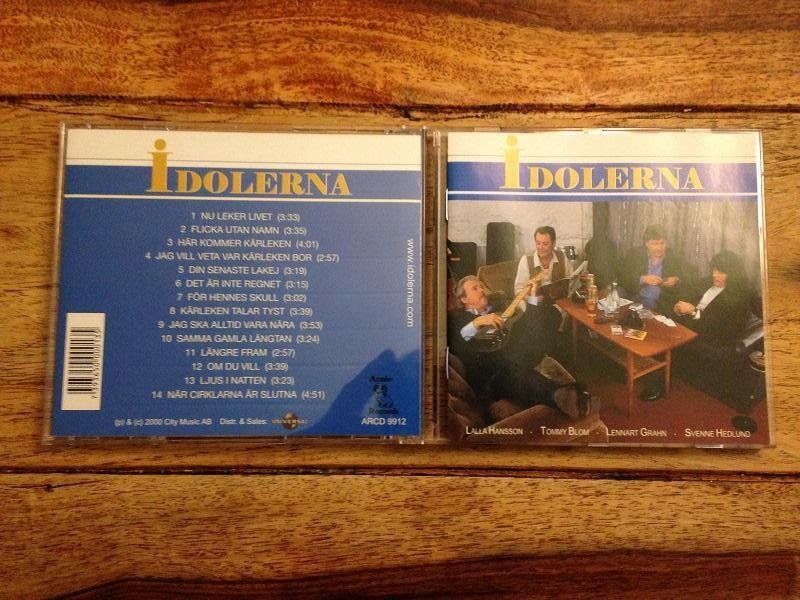 IDOLERNA
1 NU LEKER LIVET (3:33)
2 FLICKA UTAN NAMN (3:35)
3 HÄR KOMMER KÄRLEKEN (4:01)
4 JAG VILL VETA VAR KÄRLEKEN BOR (2:57)
5 DIN SENASTE LAKEJ (3:19)
6 DET ÄR INTE REGNET (3:15)
7 FÖR HENNES SKULL (3:02)
8 KÄRLEKEN TALAR TYST (3:39)
9 JAG SKA ALLTID VARA NÄRA (3:53)
10 SAMMA GAMLA LÄNGTAN (3:24)
11 LÄNGRE FRAM (2:57)
12 OM DU VILL (3:39)
13 LJUS I NATTEN (3:23)
14 NÄR CIRKLARNA ÄR SLUTNA (4:51)
www.idolerna.com
(p) & (c) 2000 City Music AB Distr. & Sales: UNIVERSAL
Records
ARCD 9912
IDOLERNA
LALLA HANSSON · TOMMY BLOM · LENNART GRAHN · SVENNE HEDLUND